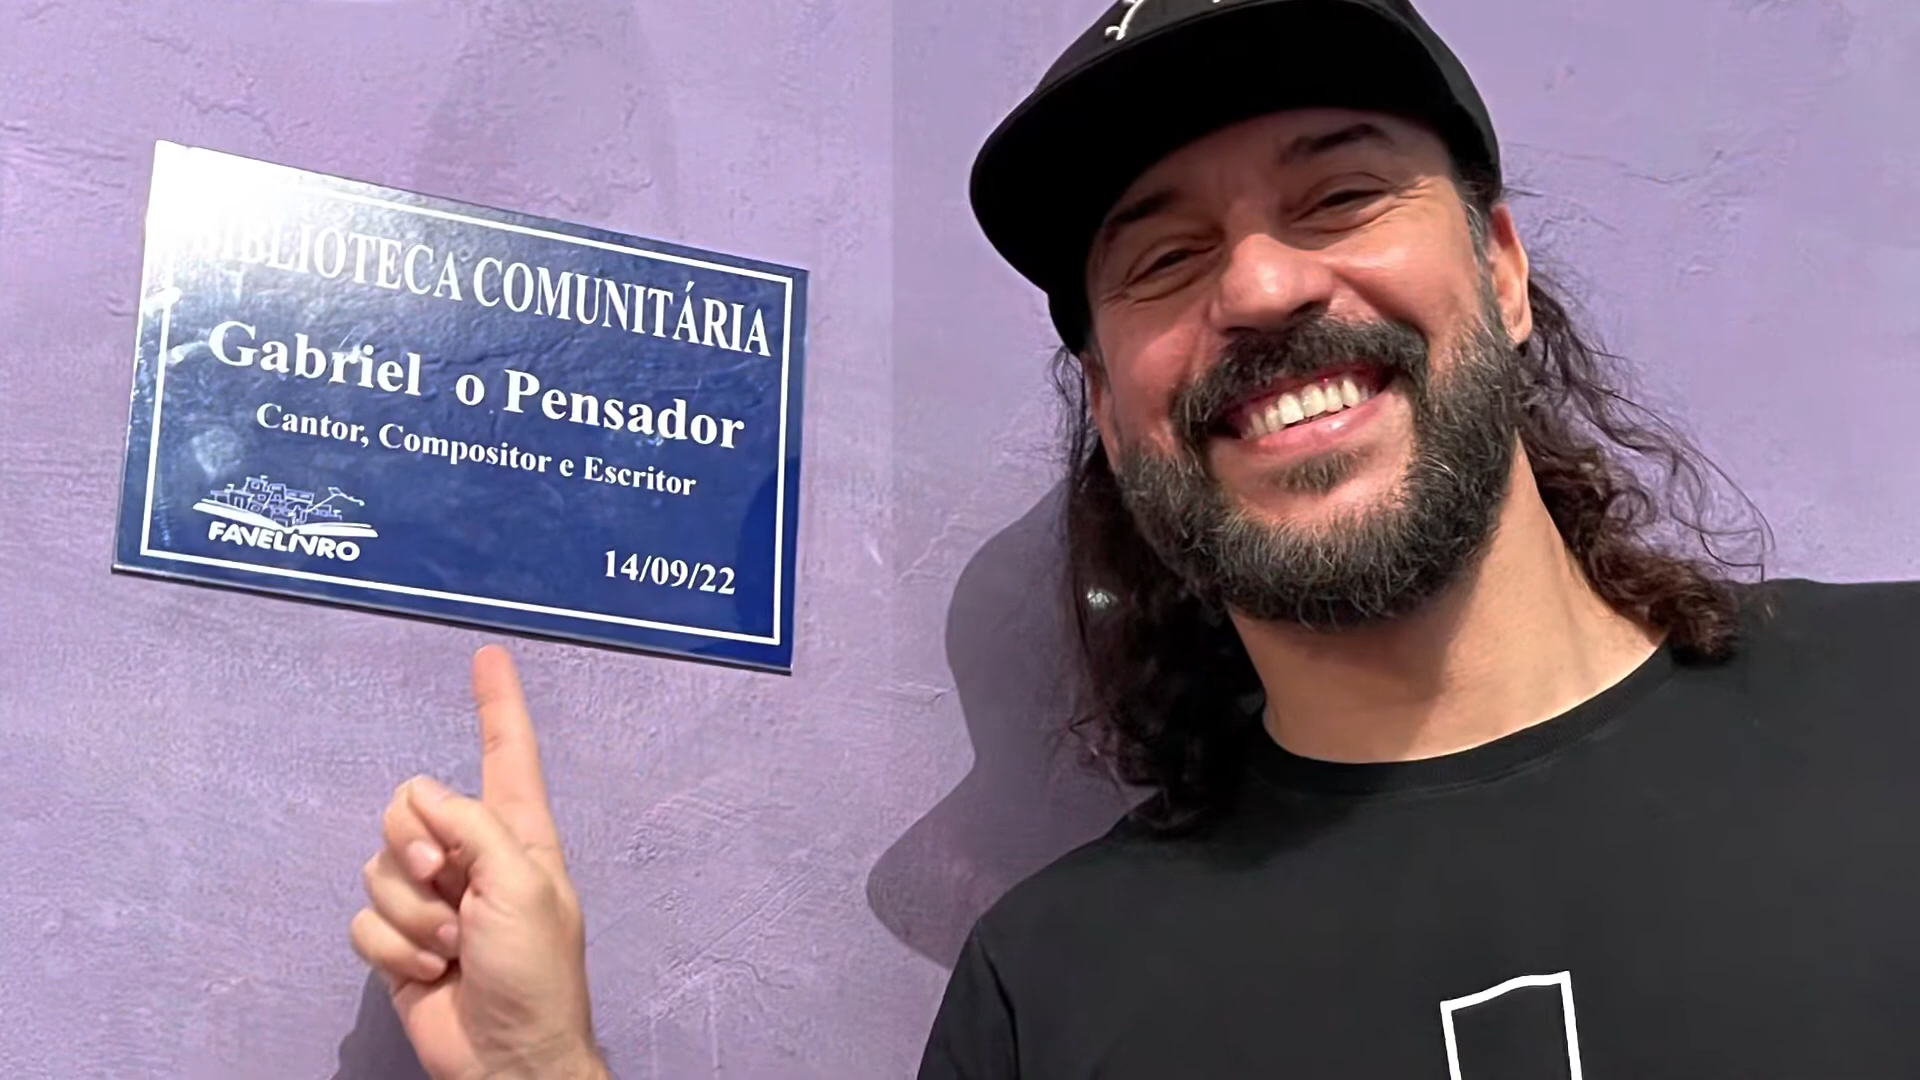 BIBLIOTECA COMUNITÁRIA
Gabriel o Pensador
Cantor, Compositor e Escritor
FAVELIVRO
14/09/22